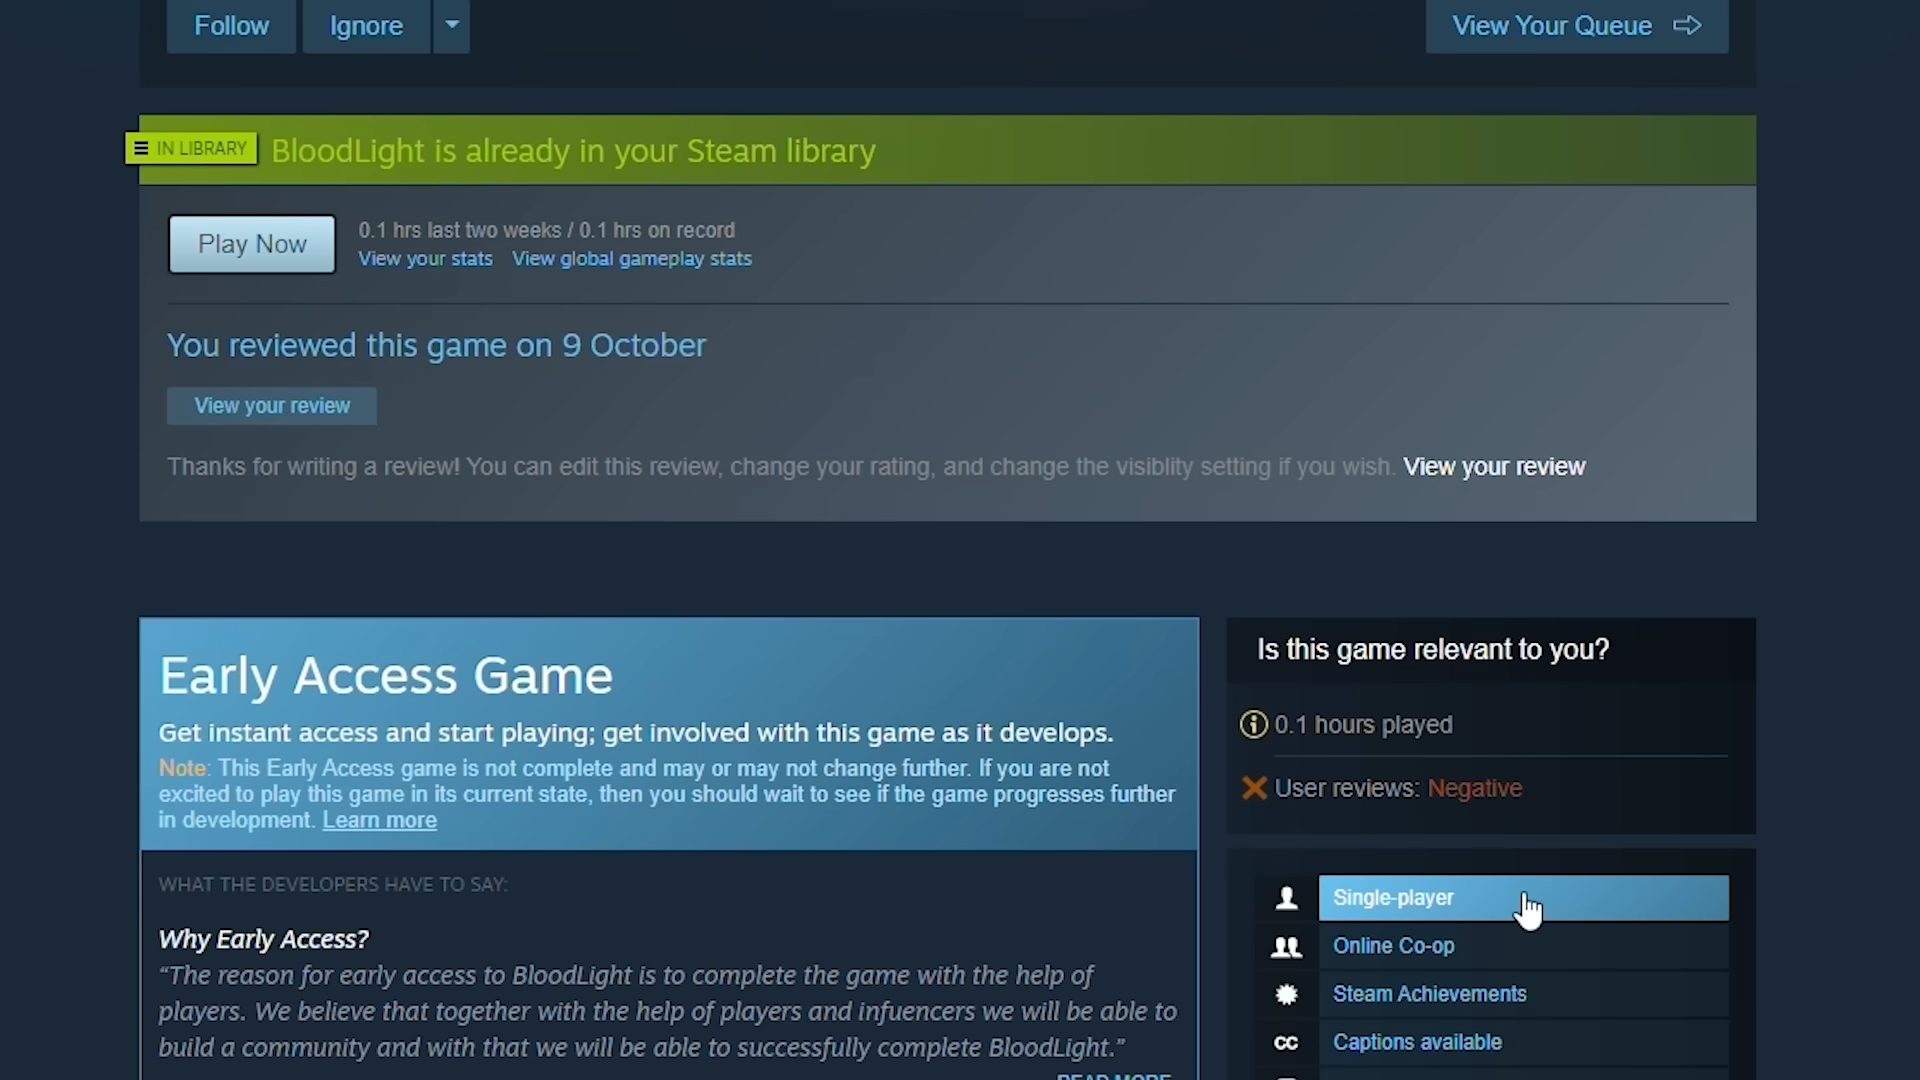 Follow
Ignore
View Your Queue
IN LIBRARY
BloodLight is already in your Steam library
Play Now
0.1 hrs last two weeks / 0.1 hrs on record
View your stats View global gameplay stats
You reviewed this game on 9 October
View your review
Thanks for writing a review! You can edit this review, change your rating, and change the visiblity setting if you wish. View your review
Early Access Game
Get instant access and start playing; get involved with this game as it develops.
Note: This Early Access game is not complete and may or may not change further. If you are not
excited to play this game in its current state, then you should wait to see if the game progresses further
in development. Learn more
WHAT THE DEVELOPERS HAVE TO SAY:
Why Early Access?
“The reason for early access to BloodLight is to complete the game with the help of
players. We believe that together with the help of players and infuencers we will be able to
build a community and with that we will be able to successfully complete BloodLight.”
READ MORE
Is this game relevant to you?
0.1 hours played
User reviews: Negative
Single-player
Online Co-op
Steam Achievements
CC Captions available